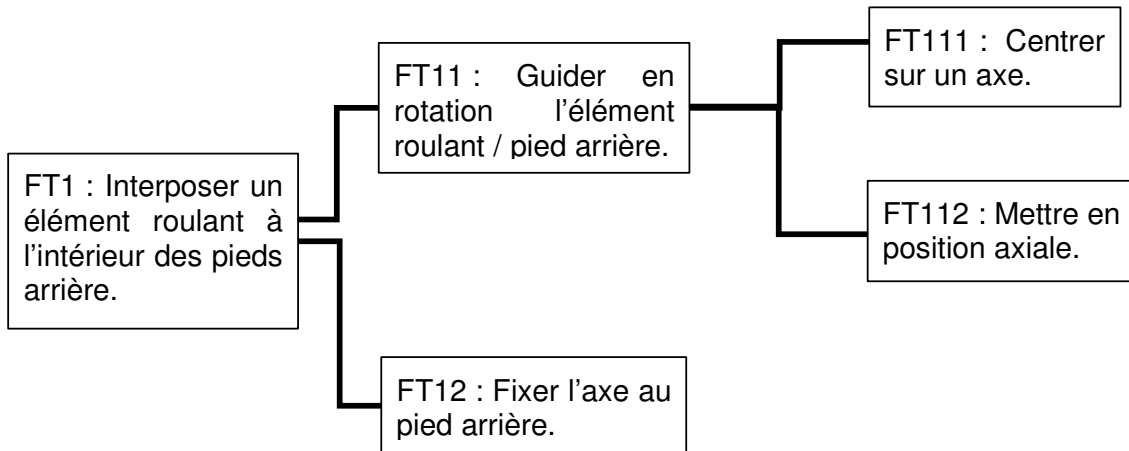 FT1 : Interposer un
élément roulant à
l'intérieur des pieds
arrière.
FT11 : Guider en
rotation l'élément
roulant / pied arrière.
FT12 : Fixer l'axe au
pied arrière.
FT111 : Centrer
sur un axe.
FT112 : Mettre en
position axiale.